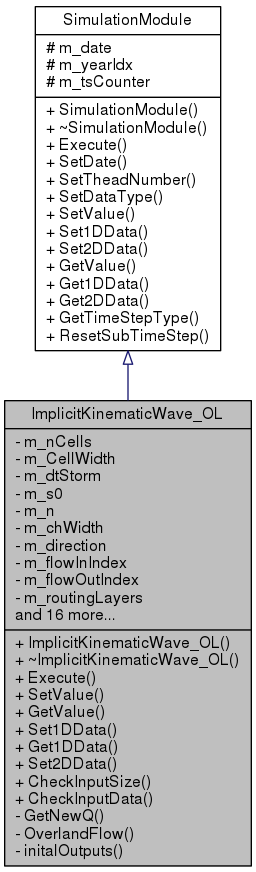 SimulationModule
# m_date
# m_yearIdx
# m_tsCounter
+ SimulationModule()
+ ~SimulationModule()
+ Execute()
+ SetDate()
+ SetTheadNumber()
+ SetDataType()
+ SetValue()
+ Set1DData()
+ Set2DData()
+ GetValue()
+ Get1DData()
+ Get2DData()
+ GetTimeStepType()
+ ResetSubTimeStep()
ImplicitKinematicWave_OL
- m_nCells
- m_CellWidth
- m_dtStorm
- m_s0
- m_n
- m_chWidth
- m_direction
- m_flowInIndex
- m_flowOutIndex
- m_routingLayers
and 16 more...
+ ImplicitKinematicWave_OL()
+ ~ImplicitKinematicWave_OL()
+ Execute()
+ SetValue()
+ GetValue()
+ Set1DData()
+ Get1DData()
+ Set2DData()
+ CheckInputSize()
+ CheckInputData()
- GetNewQ()
- OverlandFlow()
- initalOutputs()